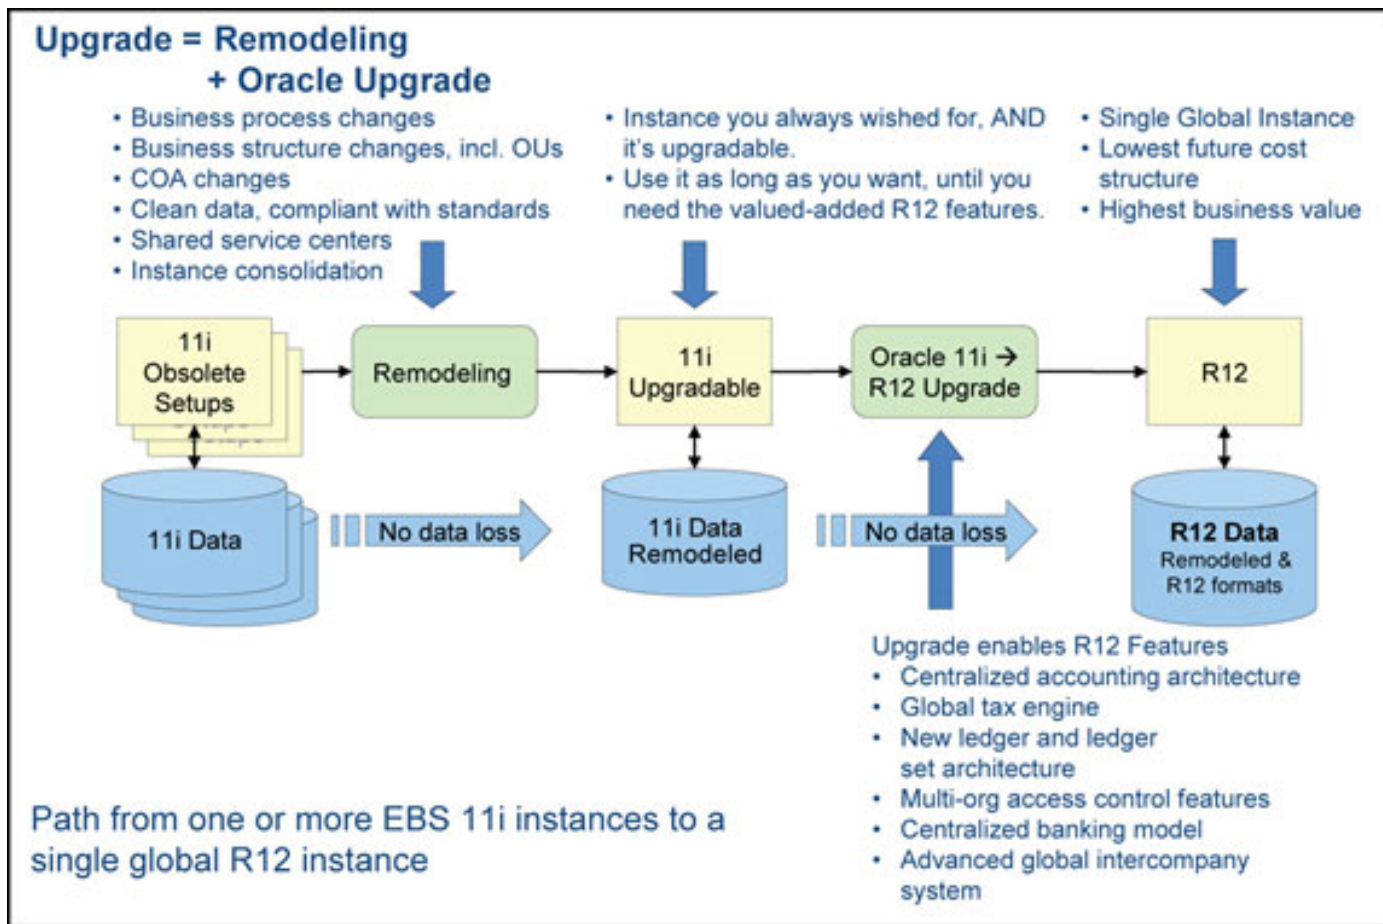 Upgrade = Remodeling
+ Oracle Upgrade
• Business process changes
• Business structure changes, incl. OUs
• COA changes
• Clean data, compliant with standards
• Shared service centers
• Instance consolidation
• Instance you always wished for, AND
it's upgradable.
• Use it as long as you want, until you
need the valued-added R12 features.
• Single Global Instance
• Lowest future cost
structure
• Highest business value
11i
Obsolete
Setups
Remodeling
11i
Upgradable
Oracle 11i →
R12 Upgrade
R12
11i Data
No data loss
11i Data
Remodeled
No data loss
R12 Data
Remodeled &
R12 formats
Upgrade enables R12 Features
• Centralized accounting architecture
• Global tax engine
• New ledger and ledger
set architecture
• Multi-org access control features
• Centralized banking model
• Advanced global intercompany
system
Path from one or more EBS 11i instances to a
single global R12 instance